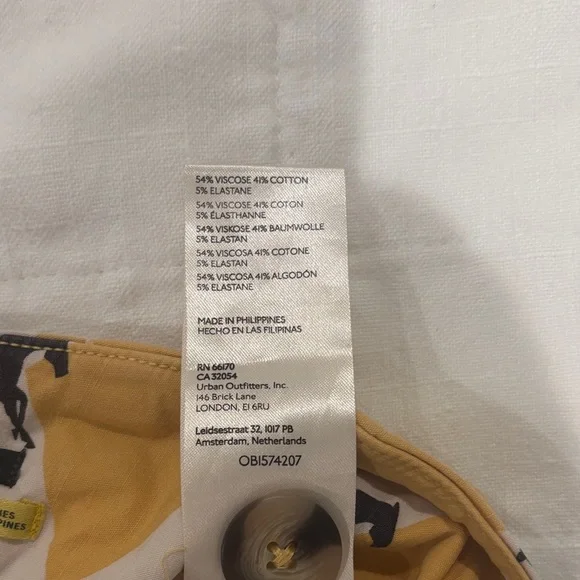 54% VISCOSE 41% COTTON
5% ELASTANE
54% VISCOSE 41% COTON
5% ÉLASTHANNE
54% VISKOSE 41% BAUMWOLLE
5% ELASTAN
54% VISCOSA 41% COTONE
5% ELASTAN
54% VISCOSA 41% ALGODÓN
5% ELASTANE
MADE IN PHILIPPINES
HECHO EN LAS FILIPINAS
RN 66170
CA 32054
Urban Outfitters, Inc.
146 Brick Lane
LONDON, E1 6RU
Leidsestraat 32, 1017 PB
Amsterdam, Netherlands
OB1574207